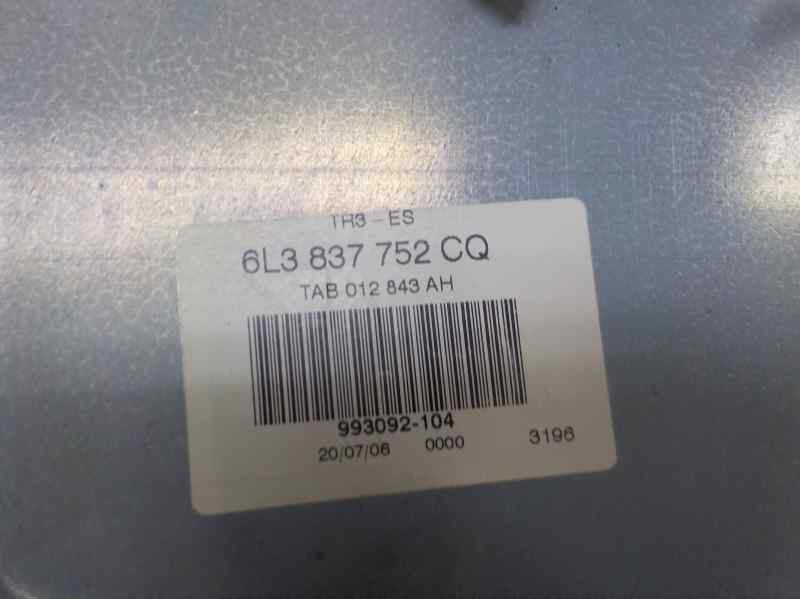 TR3 - ES
6L3 837 752 CQ
TAB 012 843 AH
993092-104
20/07/06 0000 3196